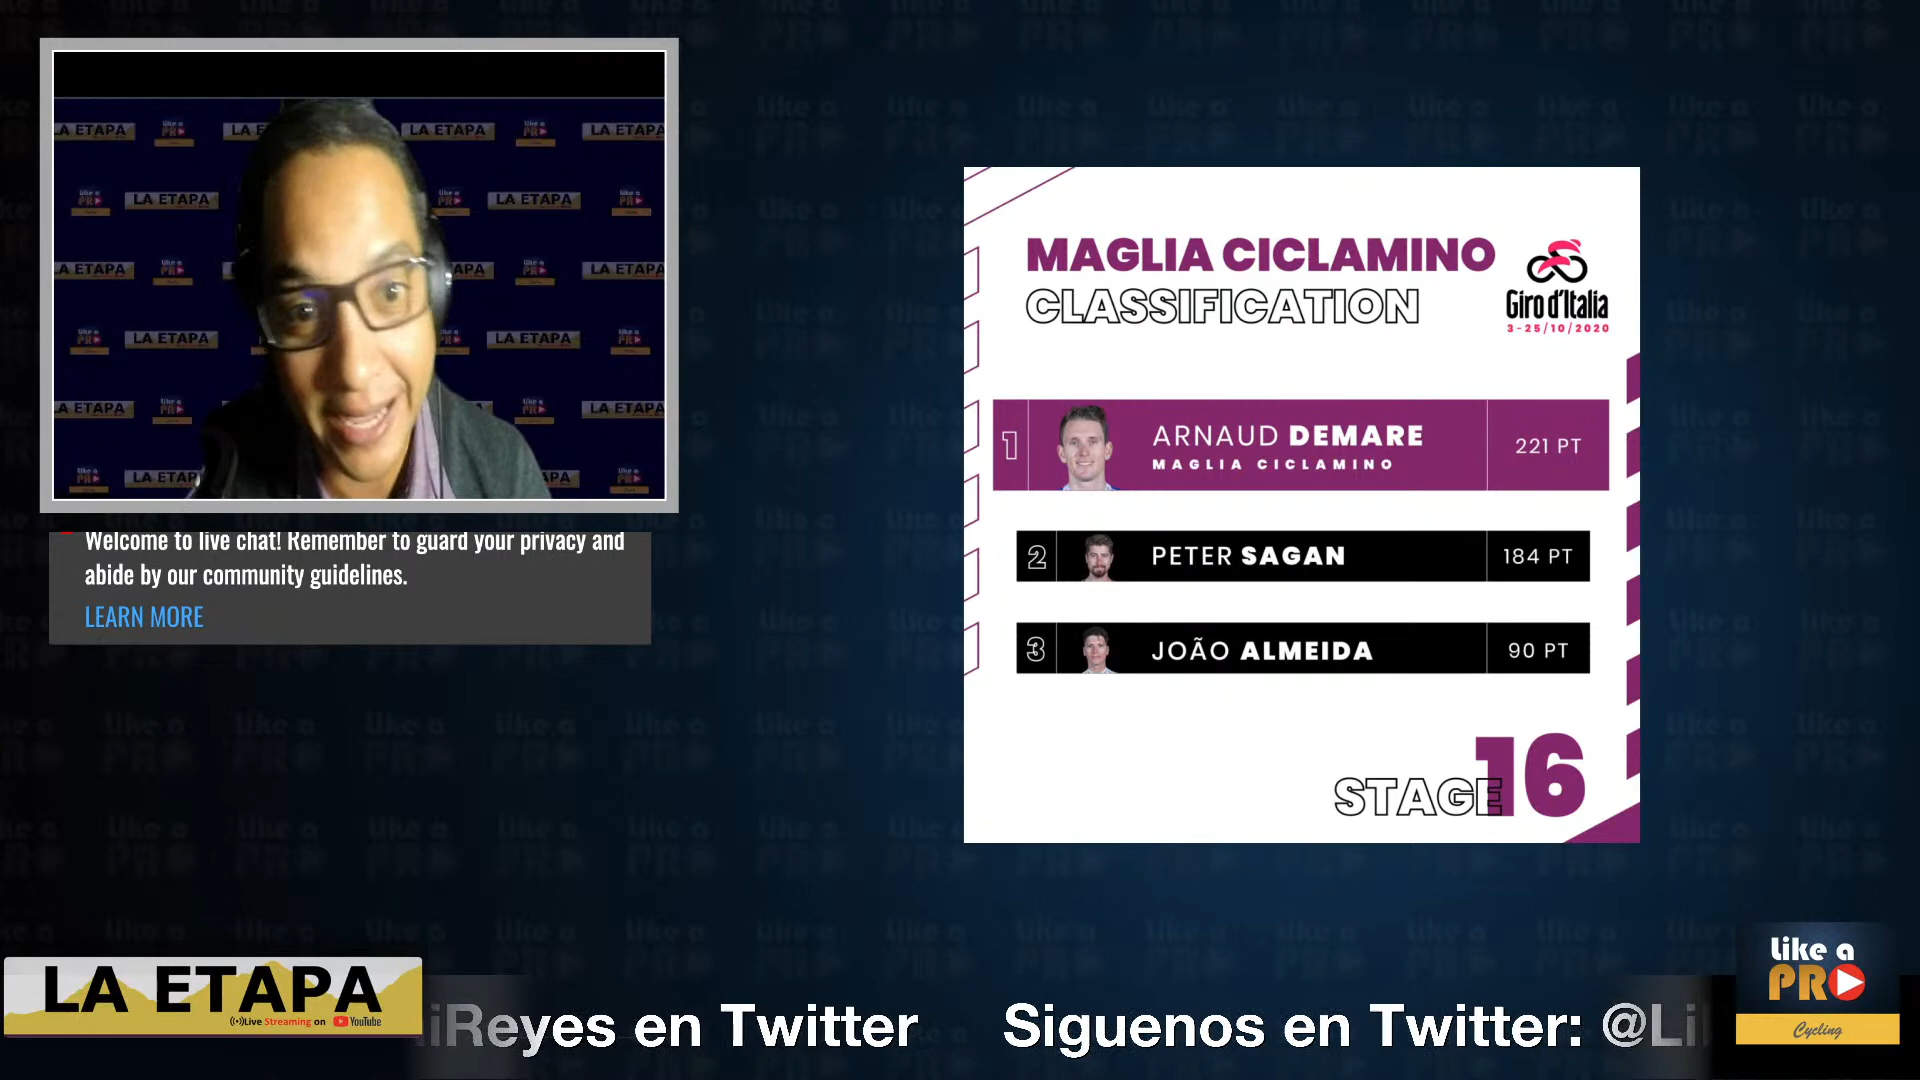 LA ETAPA
Welcome to live chat! Remember to guard your privacy and
abide by our community guidelines.
LEARN MORE
MAGLIA CICLAMINO
CLASSIFICATION
Giro d'Italia
3-25/10/2020
1
ARNAUD DEMARE
MAGLIA CICLAMINO
221 PT
2
PETER SAGAN
184 PT
3
JOÃO ALMEIDA
90 PT
STAGE 16
LA ETAPA
Live Streaming on YouTube
iReyes en Twitter
Siguenos en Twitter: @Li
Like a
PRO
Cycling